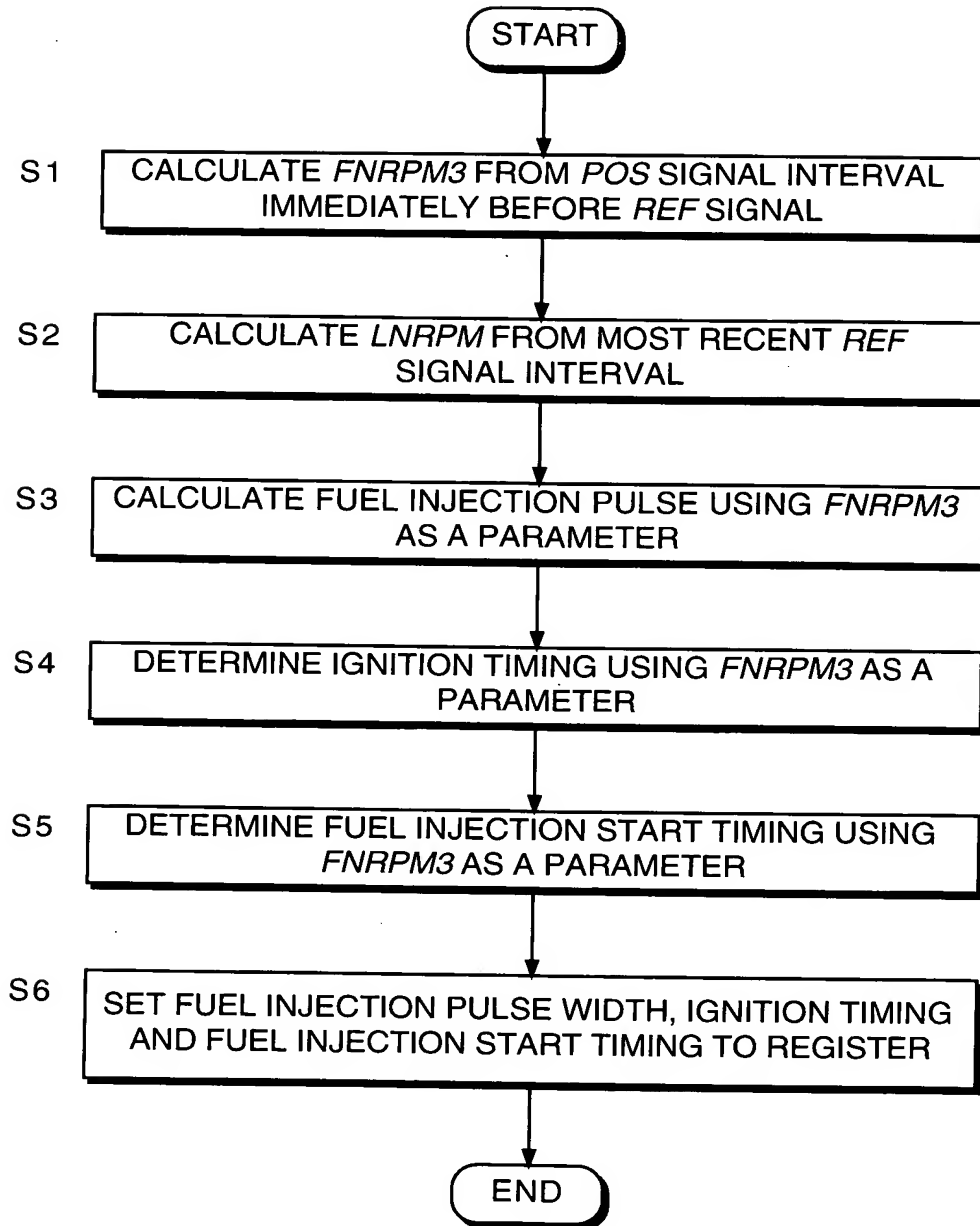 START
S1
CALCULATE FNRPM3 FROM POS SIGNAL INTERVAL
IMMEDIATELY BEFORE REF SIGNAL
S2
CALCULATE LNRPM FROM MOST RECENT REF
SIGNAL INTERVAL
S3
CALCULATE FUEL INJECTION PULSE USING FNRPM3
AS A PARAMETER
S4
DETERMINE IGNITION TIMING USING FNRPM3 AS A
PARAMETER
S5
DETERMINE FUEL INJECTION START TIMING USING
FNRPM3 AS A PARAMETER
S6
SET FUEL INJECTION PULSE WIDTH, IGNITION TIMING
AND FUEL INJECTION START TIMING TO REGISTER
END